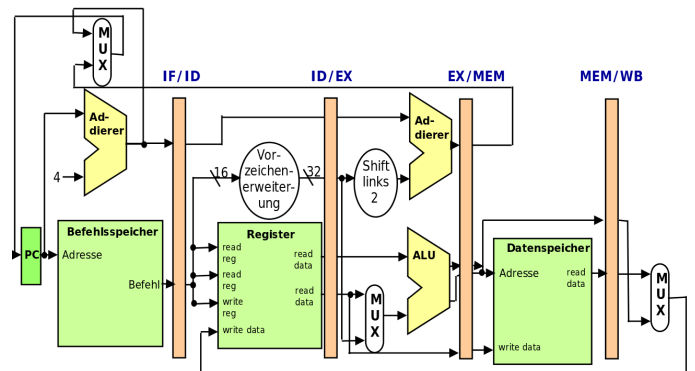 M
U
X
IF/ID
ID/EX
EX/MEM
MEM/WB
Ad-
dierer
4
Ad-
dierer
16
Vor-
zeichen-
erweiter-
ung
32
Shift
links
2
Befehlsspeicher
PC
Adresse
Befehl
Register
read
reg
read
reg
write
reg
write data
read
data
read
data
M
U
X
ALU
Datenspeicher
Adresse
read
data
write data
M
U
X